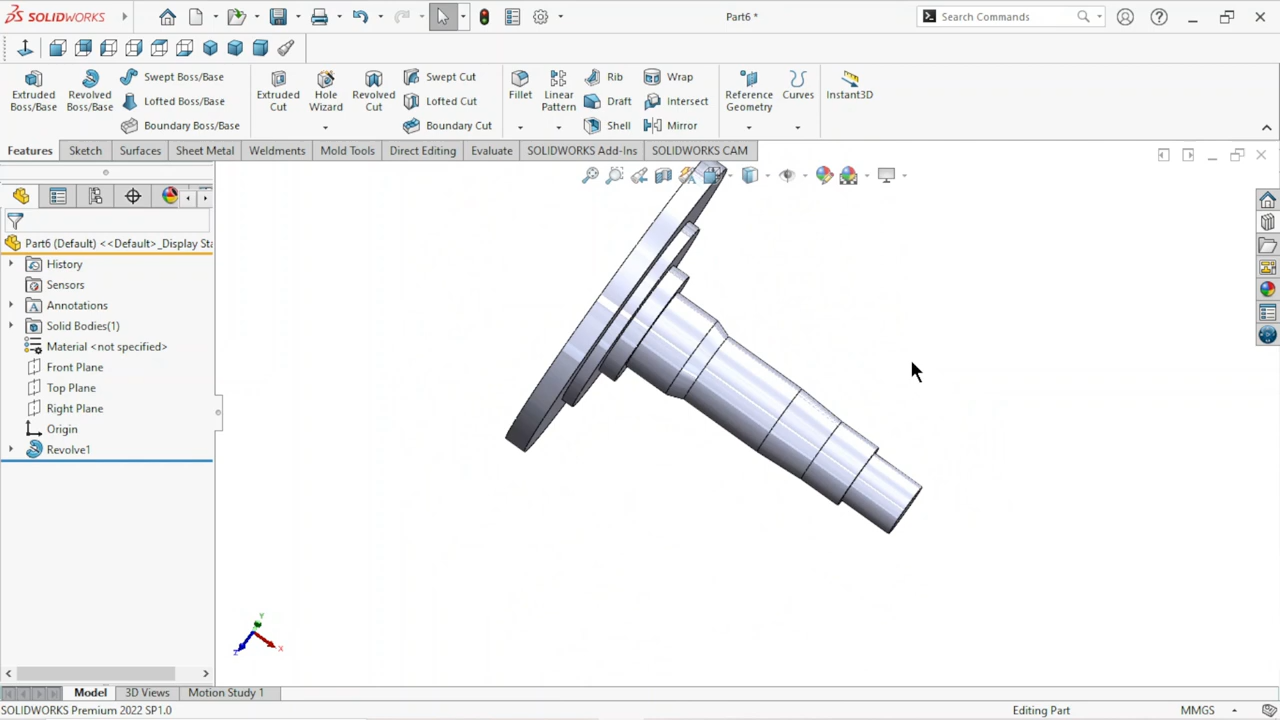 SOLIDWORKS
Part6 *
Search Commands
Extruded Boss/Base
Revolved Boss/Base
Swept Boss/Base
Lofted Boss/Base
Boundary Boss/Base
Extruded Cut
Hole Wizard
Revolved Cut
Swept Cut
Lofted Cut
Boundary Cut
Fillet
Linear Pattern
Rib
Draft
Shell
Wrap
Intersect
Mirror
Reference Geometry
Curves
Instant3D
Features
Sketch
Surfaces
Sheet Metal
Weldments
Mold Tools
Direct Editing
Evaluate
SOLIDWORKS Add-Ins
SOLIDWORKS CAM
Part6 (Default) <<Default>_Display Sta
History
Sensors
Annotations
Solid Bodies(1)
Material <not specified>
Front Plane
Top Plane
Right Plane
Origin
Revolve1
Y
X
Z
Model
3D Views
Motion Study 1
SOLIDWORKS Premium 2022 SP1.0
Editing Part
MMGS